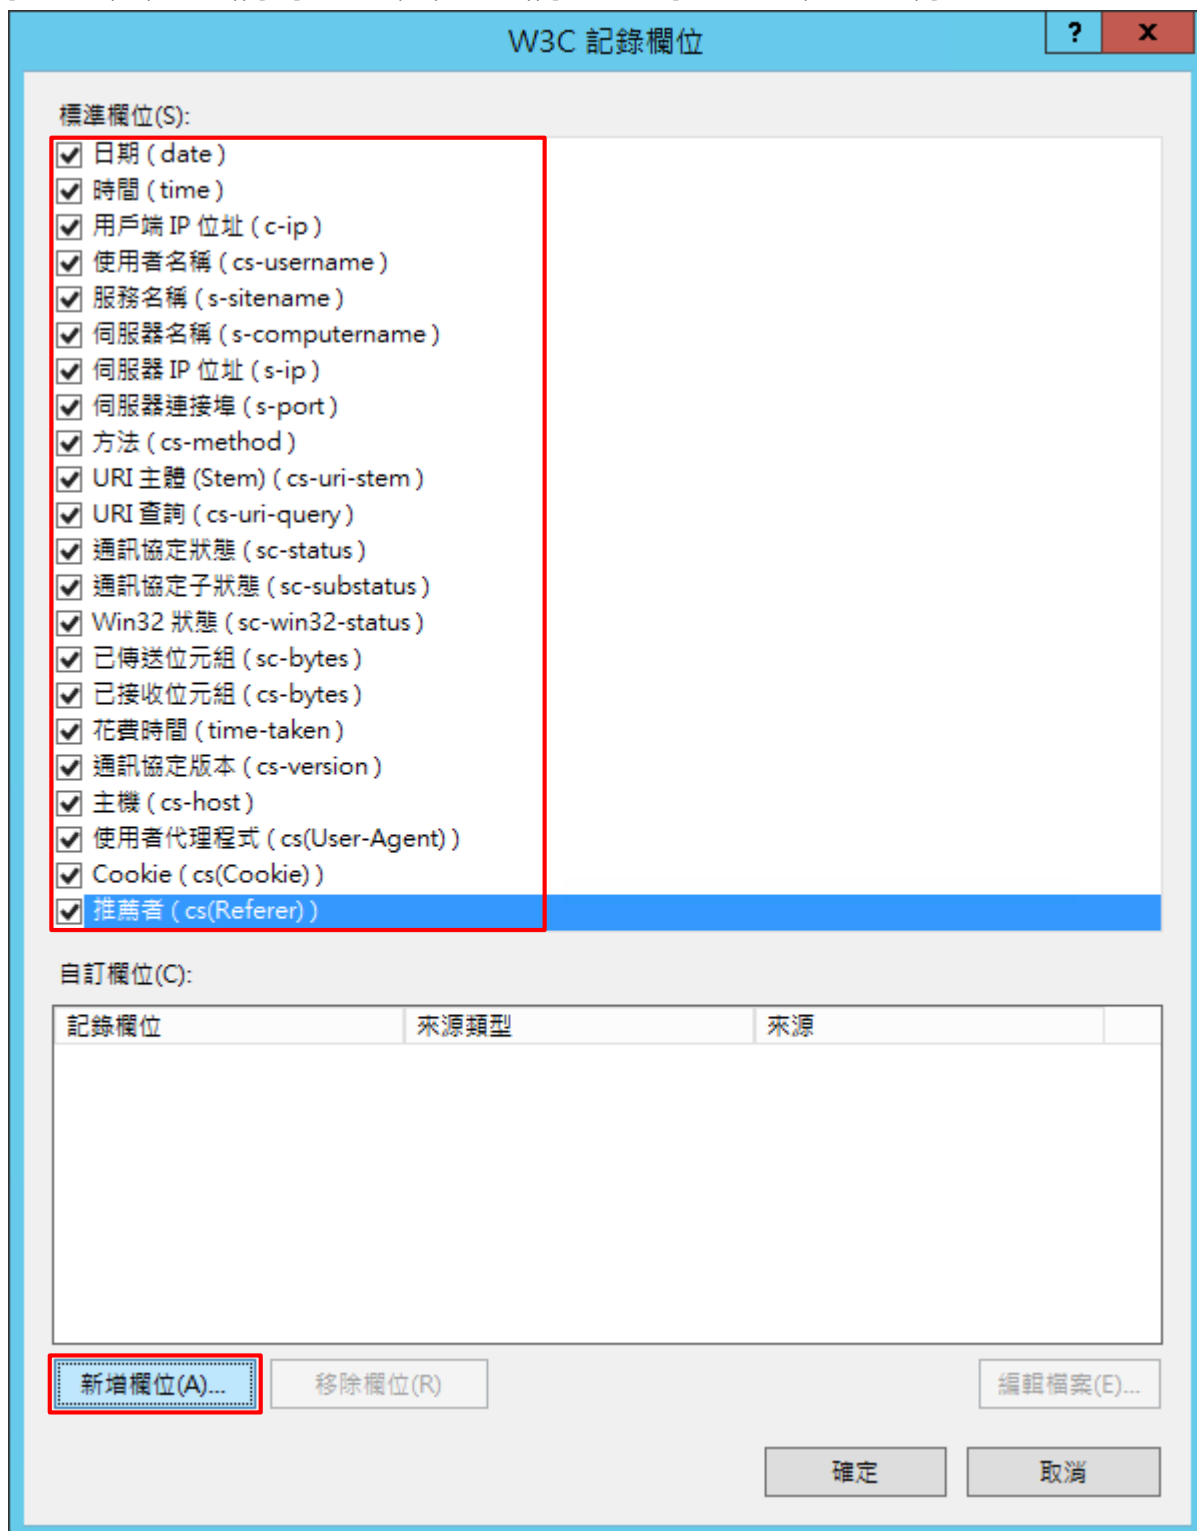 W3C 記錄欄位
?
x
標準欄位(S):
日期 ( date )
時間 ( time )
用戶端 IP 位址 ( c-ip )
使用者名稱 ( cs-username )
服務名稱 ( s-sitename )
伺服器名稱 ( s-computername )
伺服器 IP 位址 ( s-ip )
伺服器連接埠 ( s-port )
方法 ( cs-method )
URI 主體 (Stem) ( cs-uri-stem )
URI 查詢 ( cs-uri-query )
通訊協定狀態 ( sc-status )
通訊協定子狀態 ( sc-substatus )
Win32 狀態 ( sc-win32-status )
已傳送位元組 ( sc-bytes )
已接收位元組 ( cs-bytes )
花費時間 ( time-taken )
通訊協定版本 ( cs-version )
主機 ( cs-host )
使用者代理程式 ( cs(User-Agent) )
Cookie ( cs(Cookie) )
推薦者 ( cs(Referer) )
自訂欄位(C):
記錄欄位 來源類型 來源
新增欄位(A)... 移除欄位(R) 編輯檔案(E)...
確定 取消